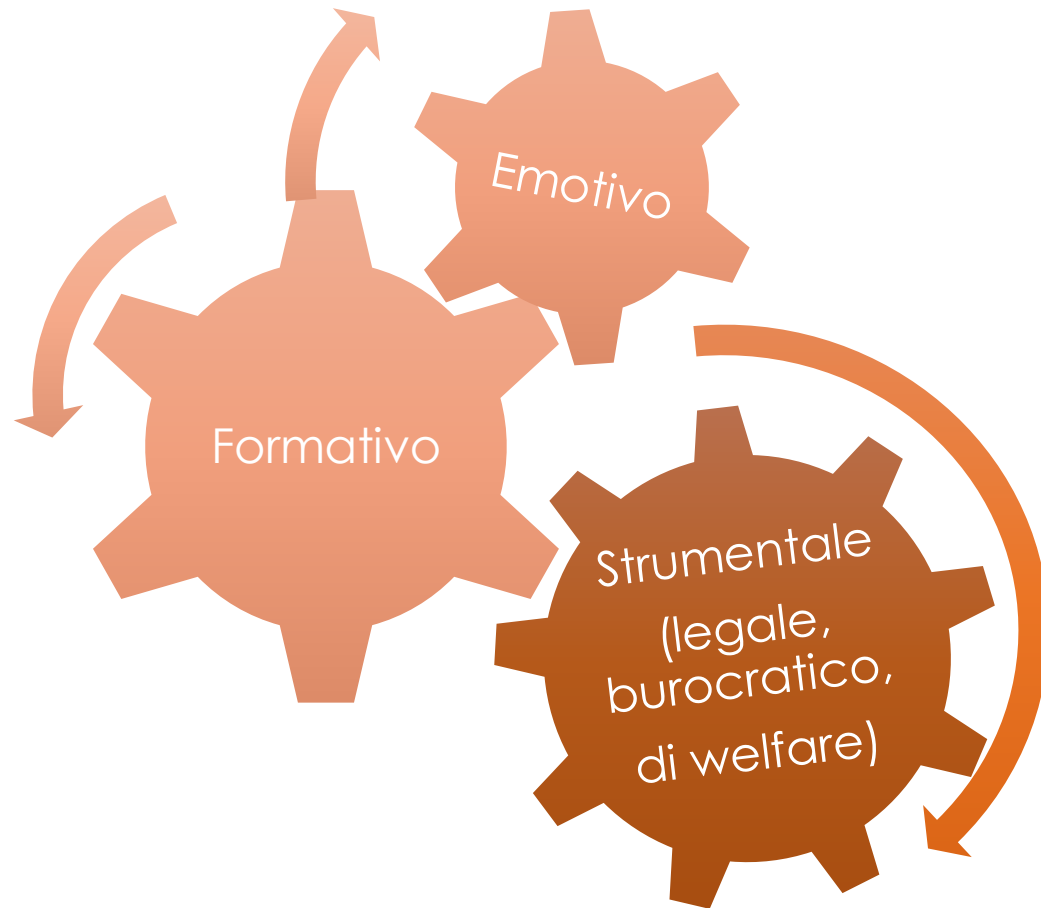 Emotivo
Formativo
Strumentale
(legale,
burocratico,
di welfare)